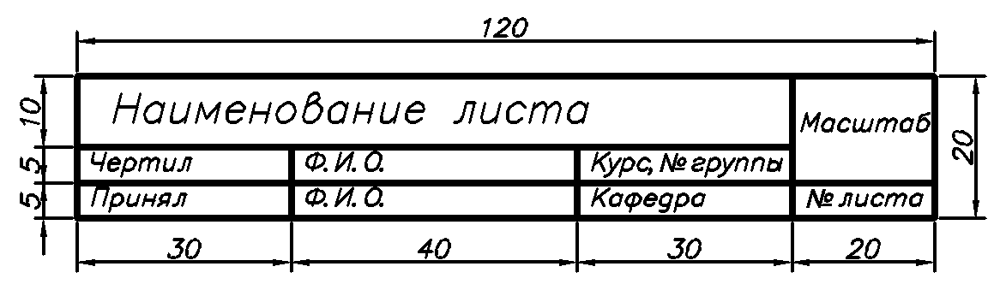 120
10
Наименование листа
Масштаб
20
5
Чертил
Ф.И.О.
Курс, № группы
5
Принял
Ф.И.О.
Кафедра
№ листа
30
40
30
20